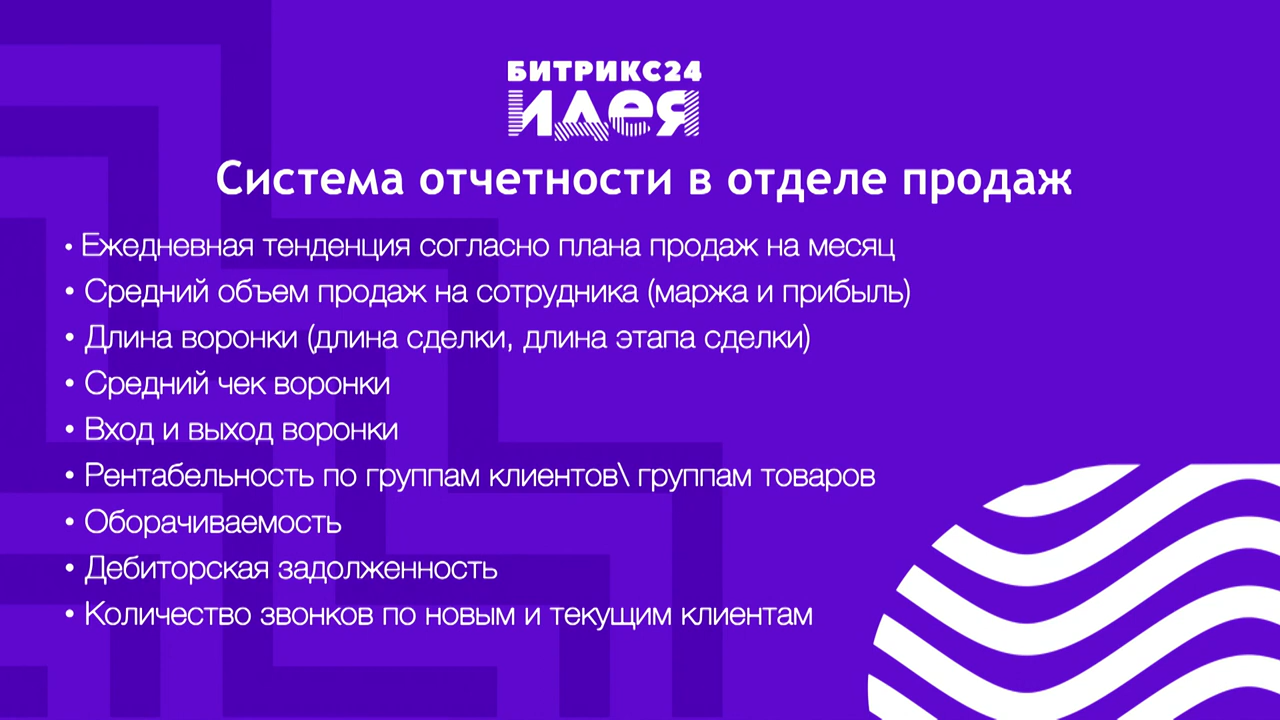 БИТРИКС24
ИДЕЯ
Система отчетности в отделе продаж
• Ежедневная тенденция согласно плана продаж на месяц
• Средний объем продаж на сотрудника (маржа и прибыль)
• Длина воронки (длина сделки, длина этапа сделки)
• Средний чек воронки
• Вход и выход воронки
• Рентабельность по группам клиентов\ группам товаров
• Оборачиваемость
• Дебиторская задолженность
• Количество звонков по новым и текущим клиентам